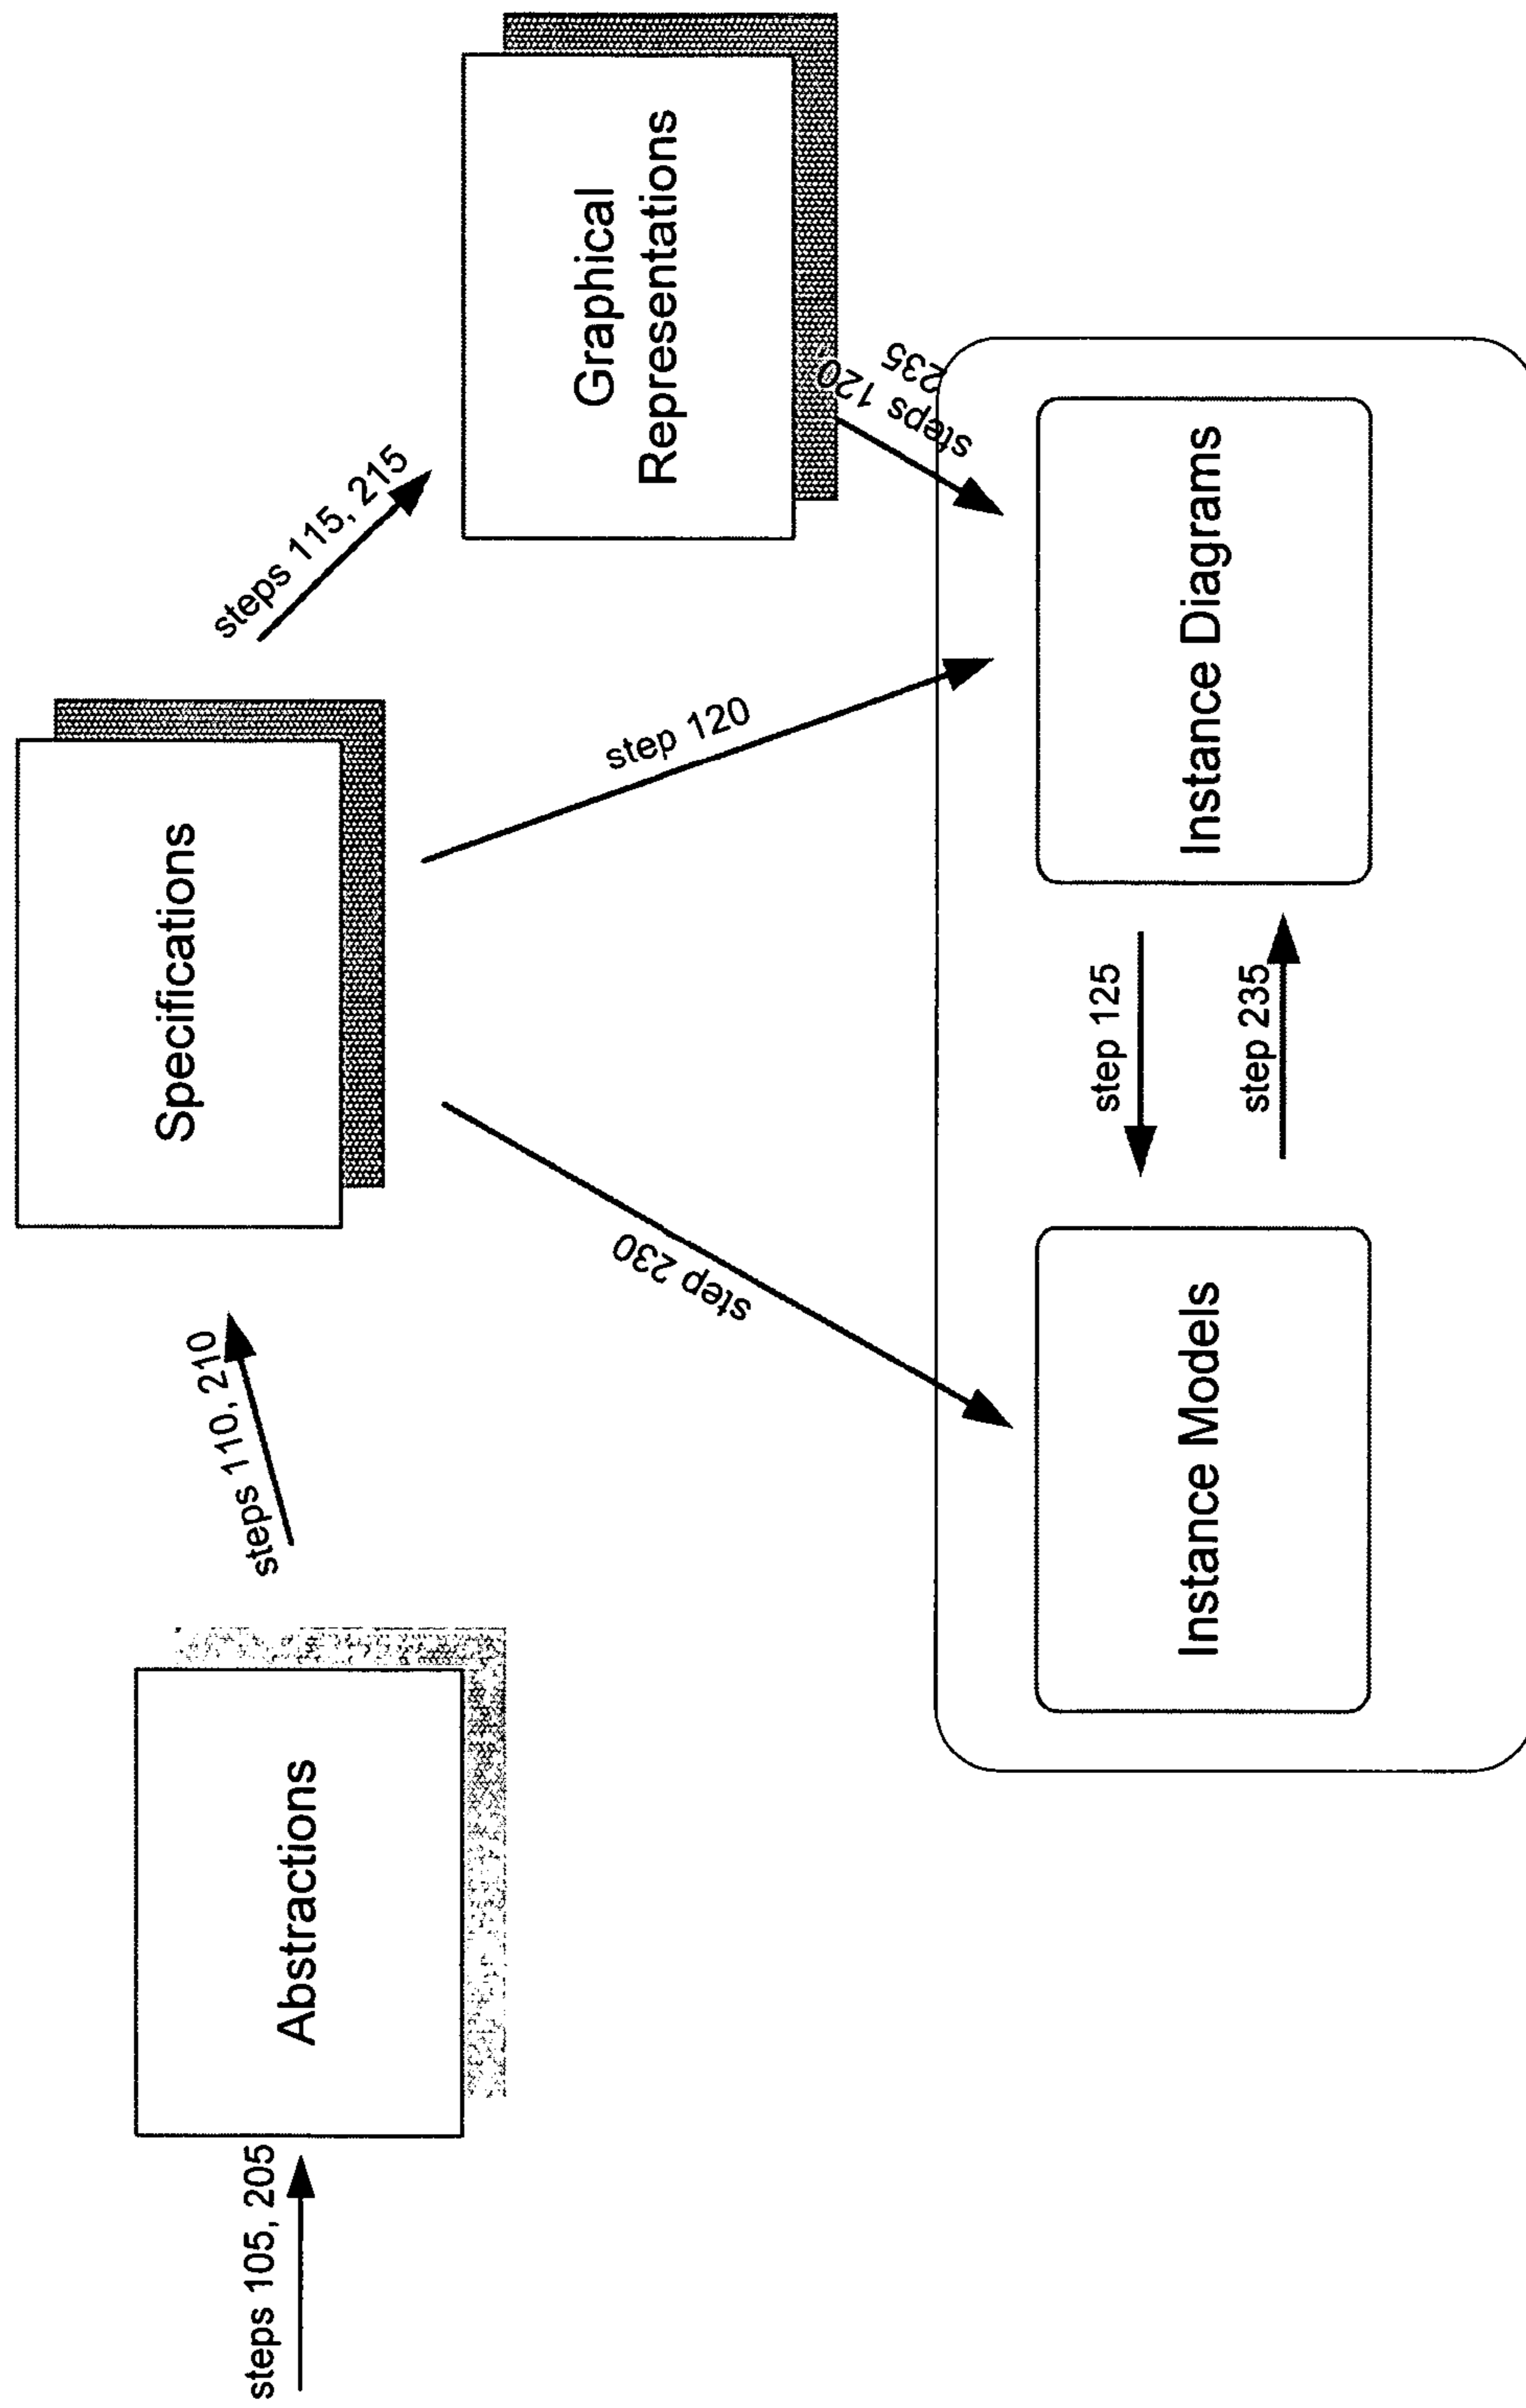 steps 105, 205
Abstractions
steps 110, 210
Specifications
steps 115, 215
Graphical
Representations
step 230
step 120
steps 120
235
Instance Models
step 125
step 235
Instance Diagrams